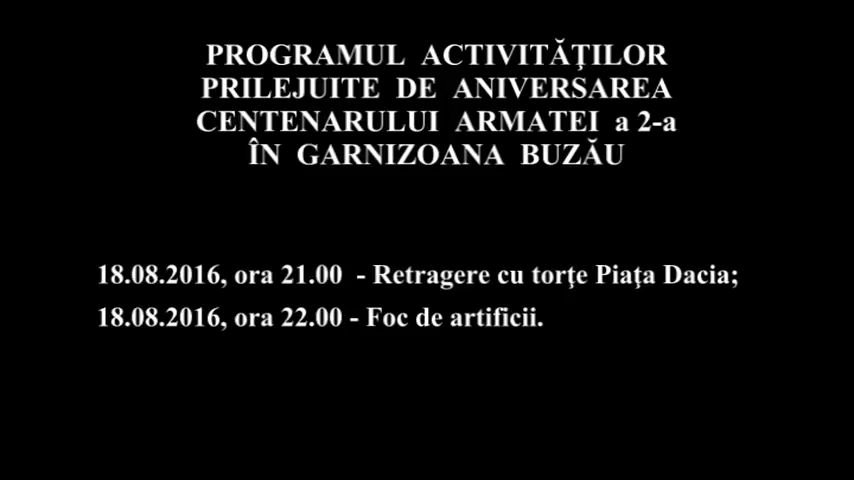 PROGRAMUL ACTIVITĂŢILOR
PRILEJUITE DE ANIVERSAREA
CENTENARULUI ARMATEI a 2-a
ÎN GARNIZOANA BUZĂU
18.08.2016, ora 21.00 - Retragere cu torţe Piaţa Dacia;
18.08.2016, ora 22.00 - Foc de artificii.